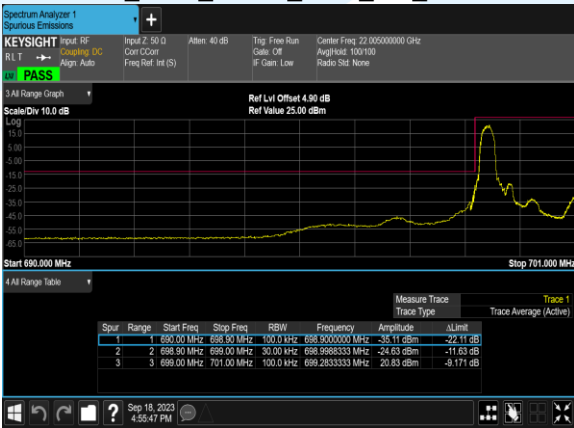 Spectrum Analyzer 1
Spurious Emissions
+
KEYSIGHT Input: RF Input Z: 50 Ω Atten: 40 dB Trig: Free Run Center Freq: 22.005000000 GHz
RLT Coupling: DC Corr CCorr Gate: Off Avg|Hold: 100/100
Align: Auto Freq Ref: Int (S) IF Gain: Low Radio Std: None
LXI PASS
3 All Range Graph
Ref Lvl Offset 4.90 dB
Scale/Div 10.0 dB Ref Value 25.00 dBm
Log
15.0
5.00
-5.00
-15.0
-25.0
-35.0
-45.0
-55.0
-65.0
Start 690.000 MHz Stop 701.000 MHz
4 All Range Table
Measure Trace Trace 1
Trace Type Trace Average (Active)
Spur Range Start Freq Stop Freq RBW Frequency Amplitude ΔLimit
1 1 690.00 MHz 698.90 MHz 100.0 kHz 698.9000000 MHz -35.11 dBm -22.11 dB
2 2 698.90 MHz 699.00 MHz 30.00 kHz 698.9988333 MHz -24.63 dBm -11.63 dB
3 3 699.00 MHz 701.00 MHz 100.0 kHz 699.2833333 MHz 20.83 dBm -9.171 dB
? Sep 18, 2023
4:55:47 PM